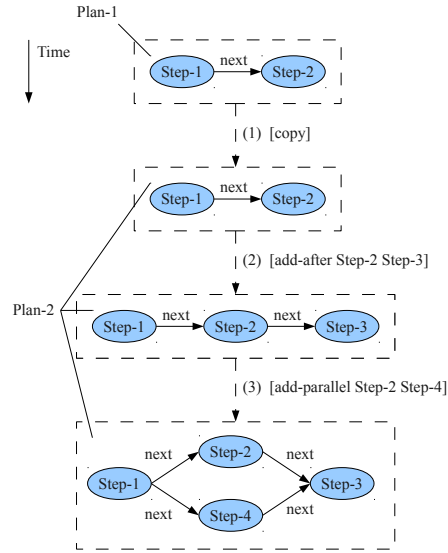 Plan-1
Time
next
Step-1 Step-2
(1) [copy]
next
Step-1 Step-2
(2) [add-after Step-2 Step-3]
Plan-2
next next
Step-1 Step-2 Step-3
(3) [add-parallel Step-2 Step-4]
next Step-2 next
Step-1 Step-3
next Step-4 next